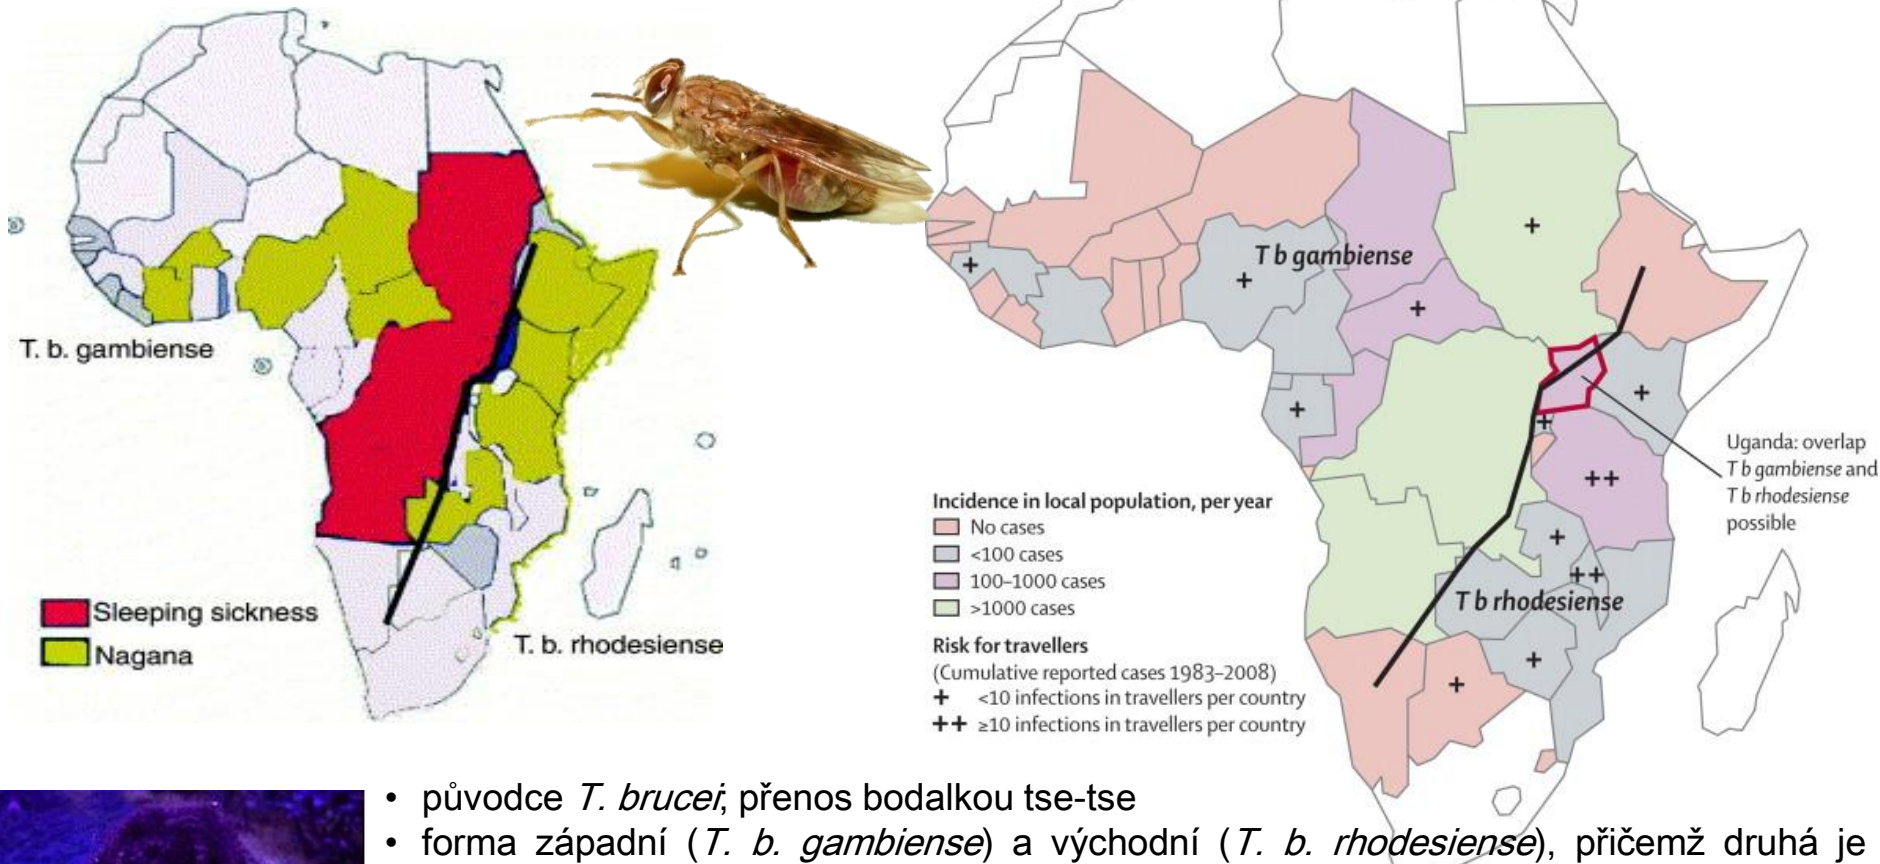 T. b. gambiense
Sleeping sickness
Nagana
T. b. rhodesiense
T b gambiense
Uganda: overlap
T b gambiense and
T b rhodesiense
possible
Incidence in local population, per year
No cases
<100 cases
100–1000 cases
>1000 cases
T b rhodesiense
Risk for travellers
(Cumulative reported cases 1983–2008)
+ <10 infections in travellers per country
++ ≥10 infections in travellers per country
• původce T. brucei; přenos bodalkou tse-tse
• forma západní (T. b. gambiense) a východní (T. b. rhodesiense), přičemž druhá je